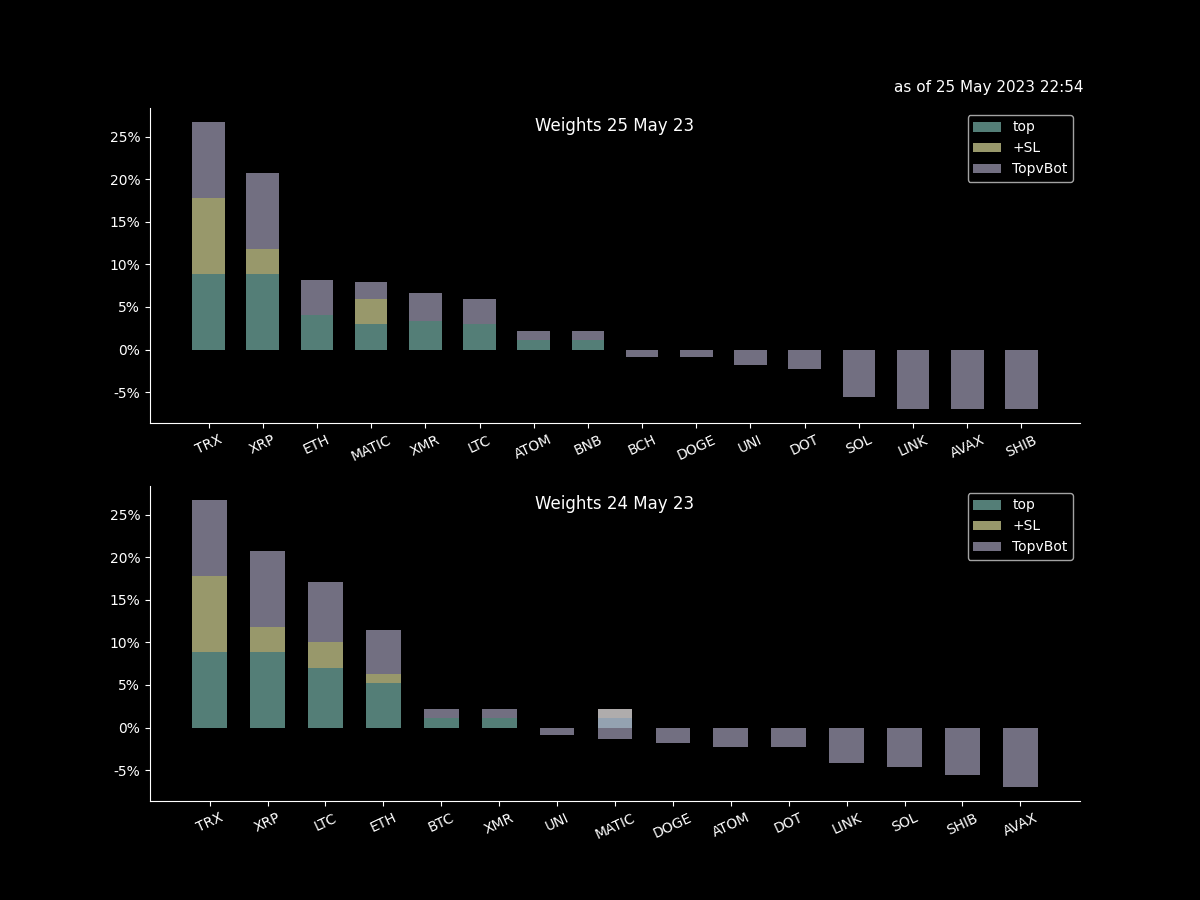 as of 25 May 2023 22:54
Weights 25 May 23
top
+SL
TopvBot
25%
20%
15%
10%
5%
0%
-5%
TRX XRP ETH MATIC XMR LTC ATOM BNB BCH DOGE UNI DOT SOL LINK AVAX SHIB
Weights 24 May 23
top
+SL
TopvBot
25%
20%
15%
10%
5%
0%
-5%
TRX XRP LTC ETH BTC XMR UNI MATIC DOGE ATOM DOT LINK SOL SHIB AVAX